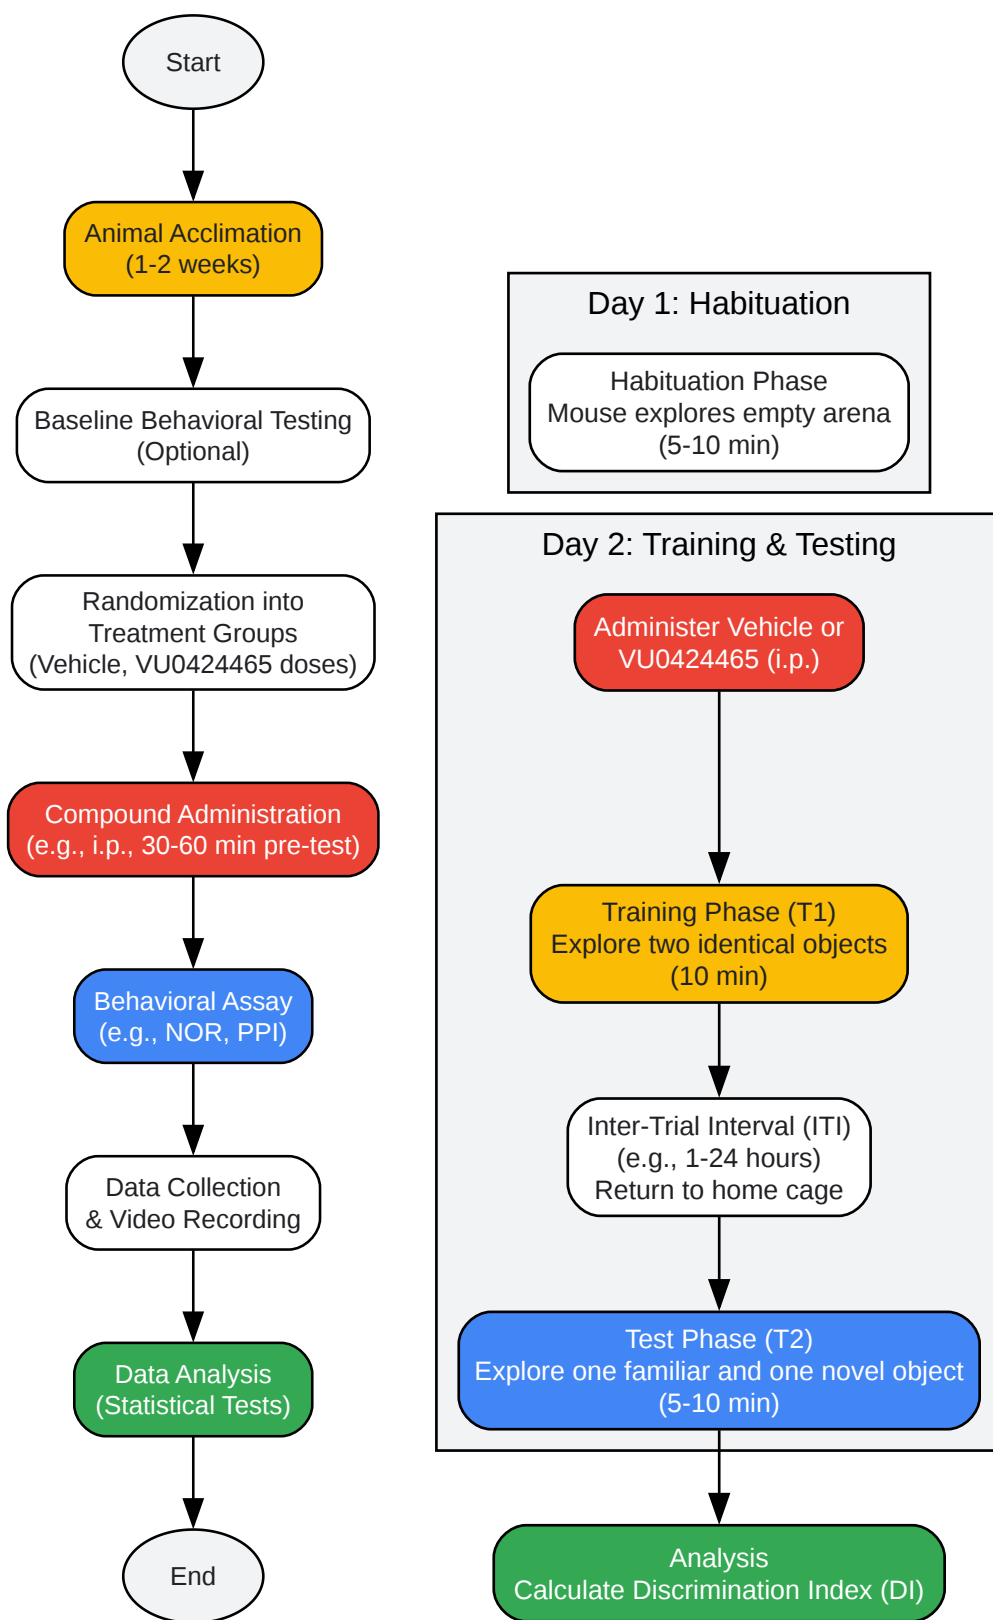 Start
Animal Acclimation
(1-2 weeks)
Baseline Behavioral Testing
(Optional)
Randomization into
Treatment Groups
(Vehicle, VU0424465 doses)
Compound Administration
(e.g., i.p., 30-60 min pre-test)
Behavioral Assay
(e.g., NOR, PPI)
Data Collection
& Video Recording
Data Analysis
(Statistical Tests)
End
Day 1: Habituation
Habituation Phase
Mouse explores empty arena
(5-10 min)
Day 2: Training & Testing
Administer Vehicle or
VU0424465 (i.p.)
Training Phase (T1)
Explore two identical objects
(10 min)
Inter-Trial Interval (ITI)
(e.g., 1-24 hours)
Return to home cage
Test Phase (T2)
Explore one familiar and one novel object
(5-10 min)
Analysis
Calculate Discrimination Index (DI)